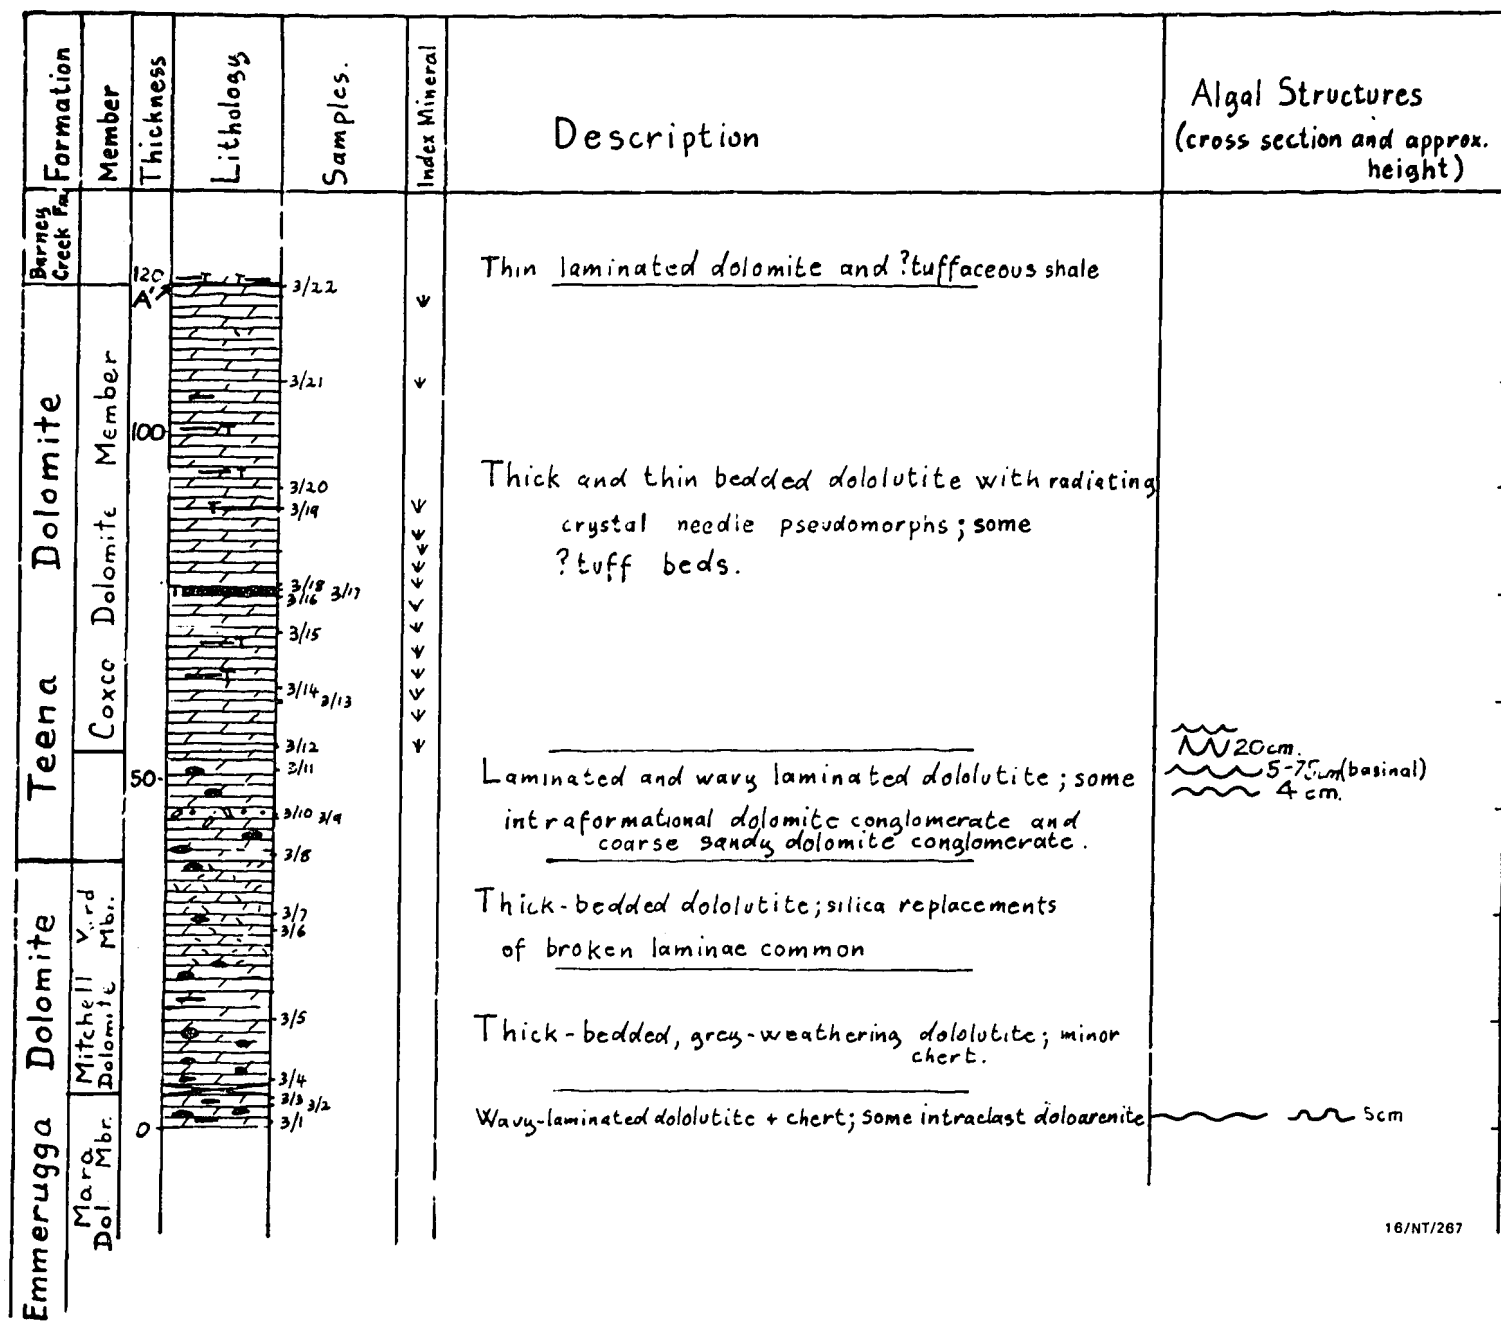 Formation
Member
Thickness
Lithology
Samples.
Index Mineral
Description
Algal Structures
(cross section and approx.
height)
Barney
Creek Fm.
120
A'
3/22
Thin laminated dolomite and ?tuffaceous shale
Teena Dolomite
Coxco Dolomite Member
3/21
100
3/20
3/19
Thick and thin bedded dololutite with radiating
crystal needle pseudomorphs; some
?tuff beds.
3/18
3/16 3/17
3/15
3/14 3/13
3/12
3/11
50
3/10 3/9
3/8
20cm.
5-75cm(basinal)
4 cm.
Laminated and wavy laminated dololutite; some
intraformational dolomite conglomerate and
coarse sandy dolomite conglomerate.
Emmerugga Dolomite
Mitchell Yard
Dolomite Mbr.
3/7
3/6
Thick-bedded dololutite; silica replacements
of broken laminae common
3/5
Thick-bedded, grey-weathering dololutite; minor
chert.
3/4
3/3 3/2
3/1
0
Mara
Dol. Mbr.
Wavy-laminated dololutite + chert; some intraclast doloarenite
5cm
T
T
T
T
T
T
T
16/NT/267